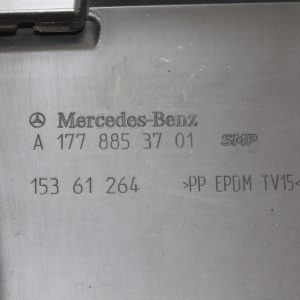 Mercedes-Benz
A 177 885 37 01 SMP
153 61 264 >PP EPDM TV15<